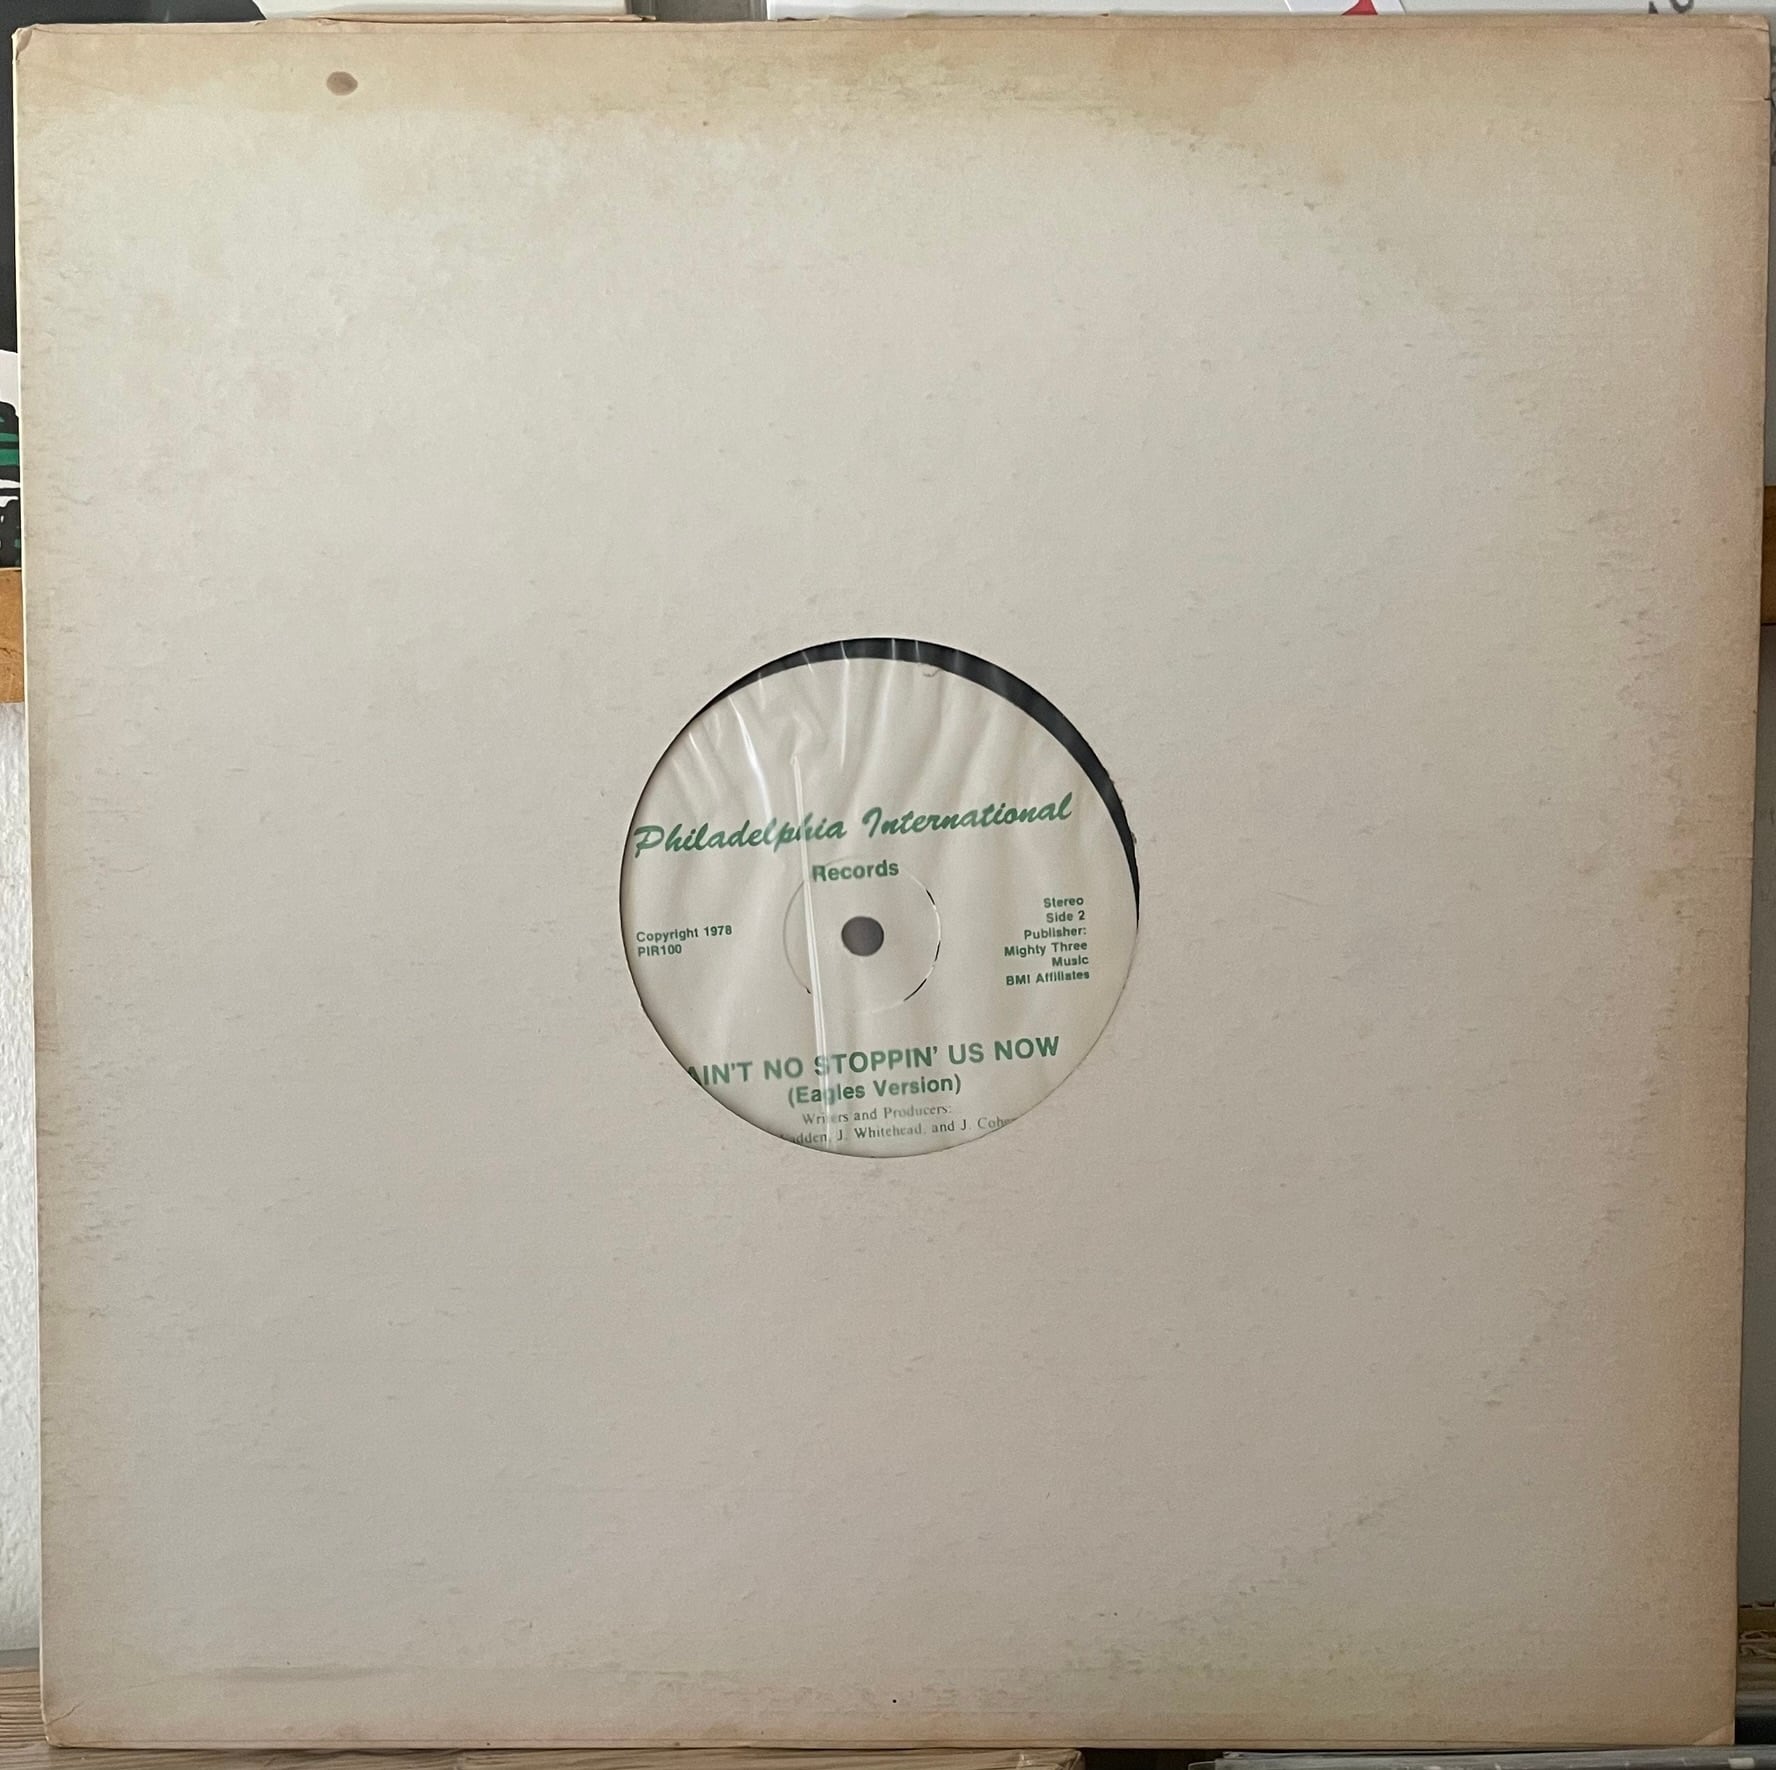 Philadelphia International
Records
Copyright 1978
PIR100
Stereo
Side 2
Publisher:
Mighty Three
Music
BMI Affiliates
AIN'T NO STOPPIN' US NOW
(Eagles Version)
Writers and Producers:
J. Whitehead, and J.